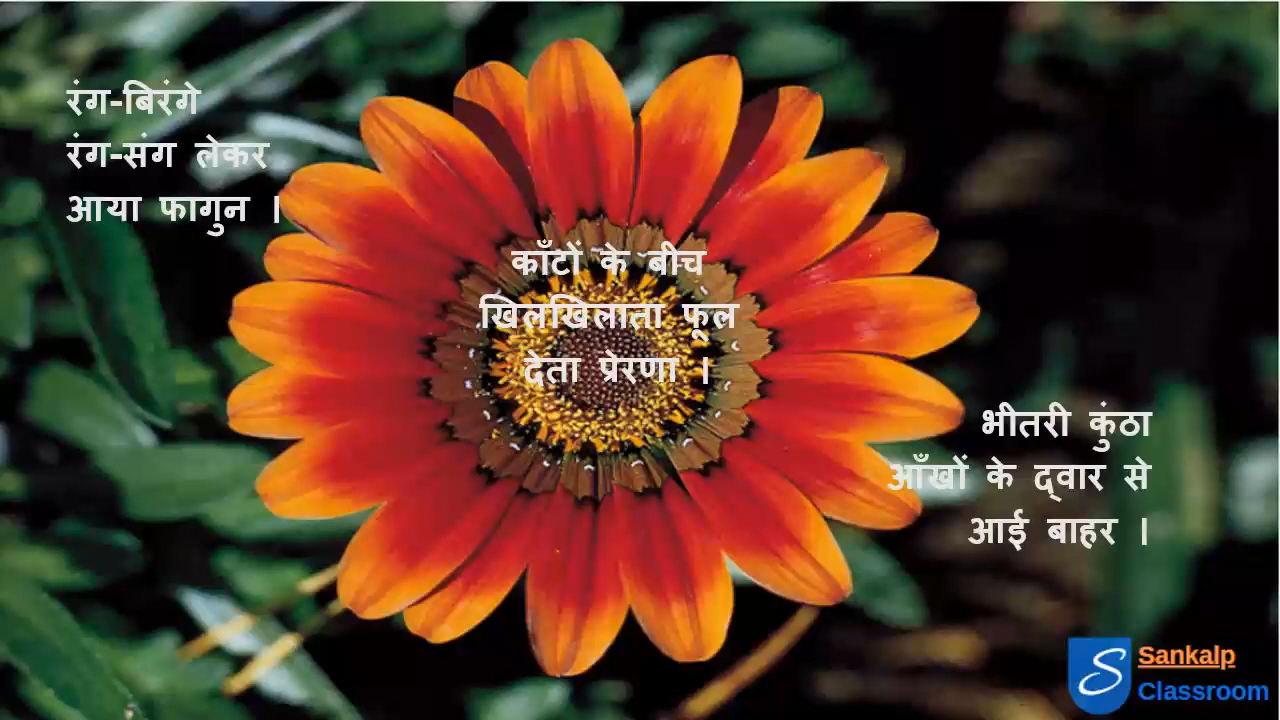 रंग-बिरंगे
रंग-संग लेकर
आया फागुन ।
काँटों के बीच
खिलखिलाता फूल
देता प्रेरणा ।
भीतरी कुंठा
आँखों के द्‌वार से
आई बाहर ।
S Sankalp
Classroom